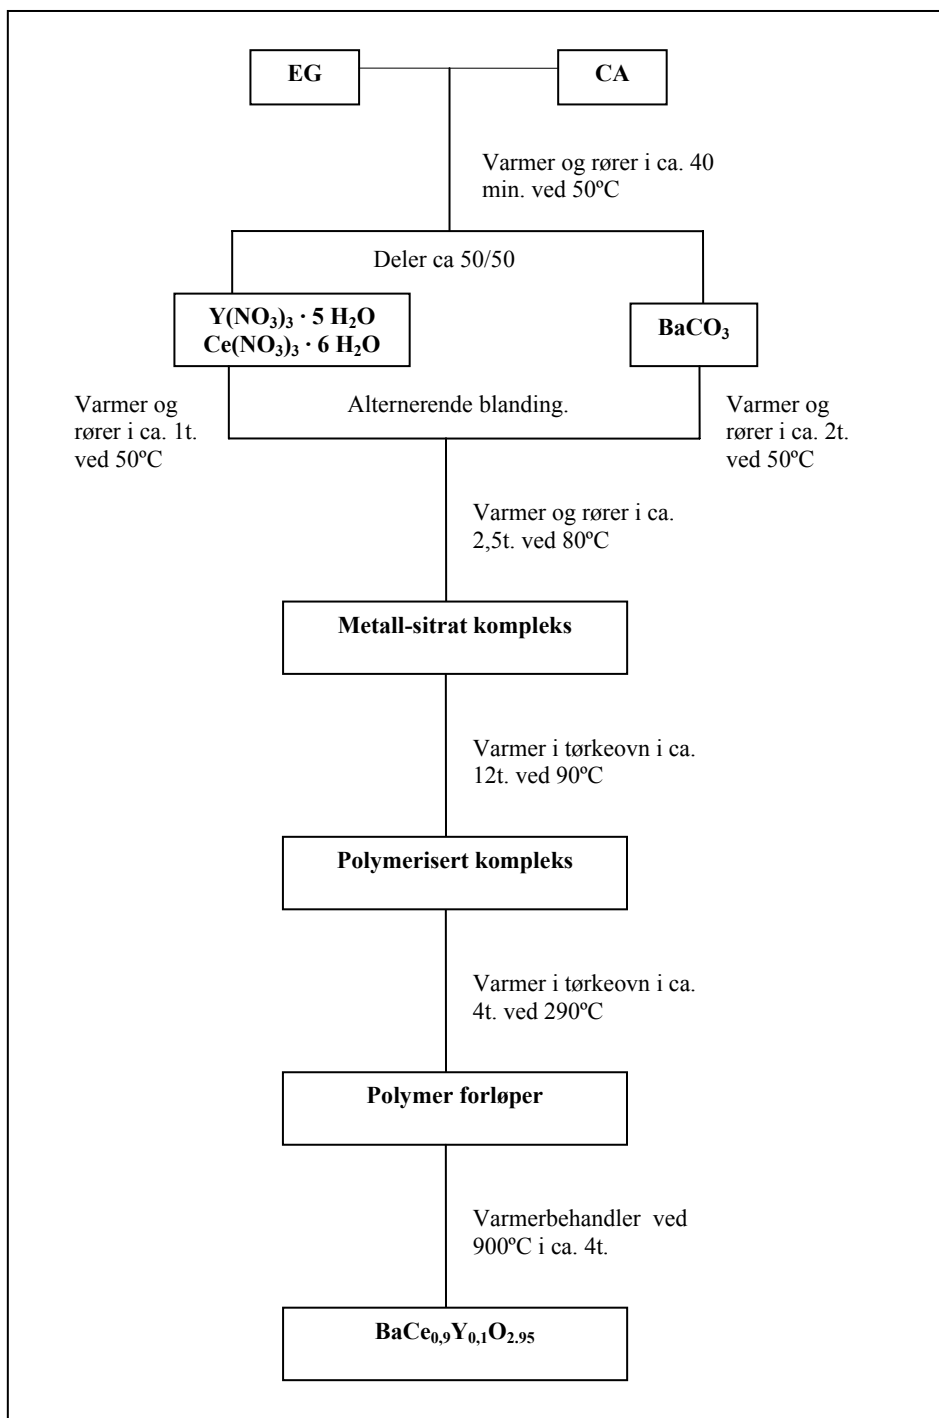 EG
CA
Varmer og rører i ca. 40
min. ved 50ºC
Deler ca 50/50
Y(NO₃)₃ · 5 H₂O
Ce(NO₃)₃ · 6 H₂O
BaCO₃
Varmer og
rører i ca. 1t.
ved 50ºC
Alternerende blanding.
Varmer og
rører i ca. 2t.
ved 50ºC
Varmer og rører i ca.
2,5t. ved 80ºC
Metall-sitrat kompleks
Varmer i tørkeovn i ca.
12t. ved 90ºC
Polymerisert kompleks
Varmer i tørkeovn i ca.
4t. ved 290ºC
Polymer forløper
Varmerbehandler ved
900ºC i ca. 4t.
BaCe₀,₉Y₀,₁O₂.₉₅